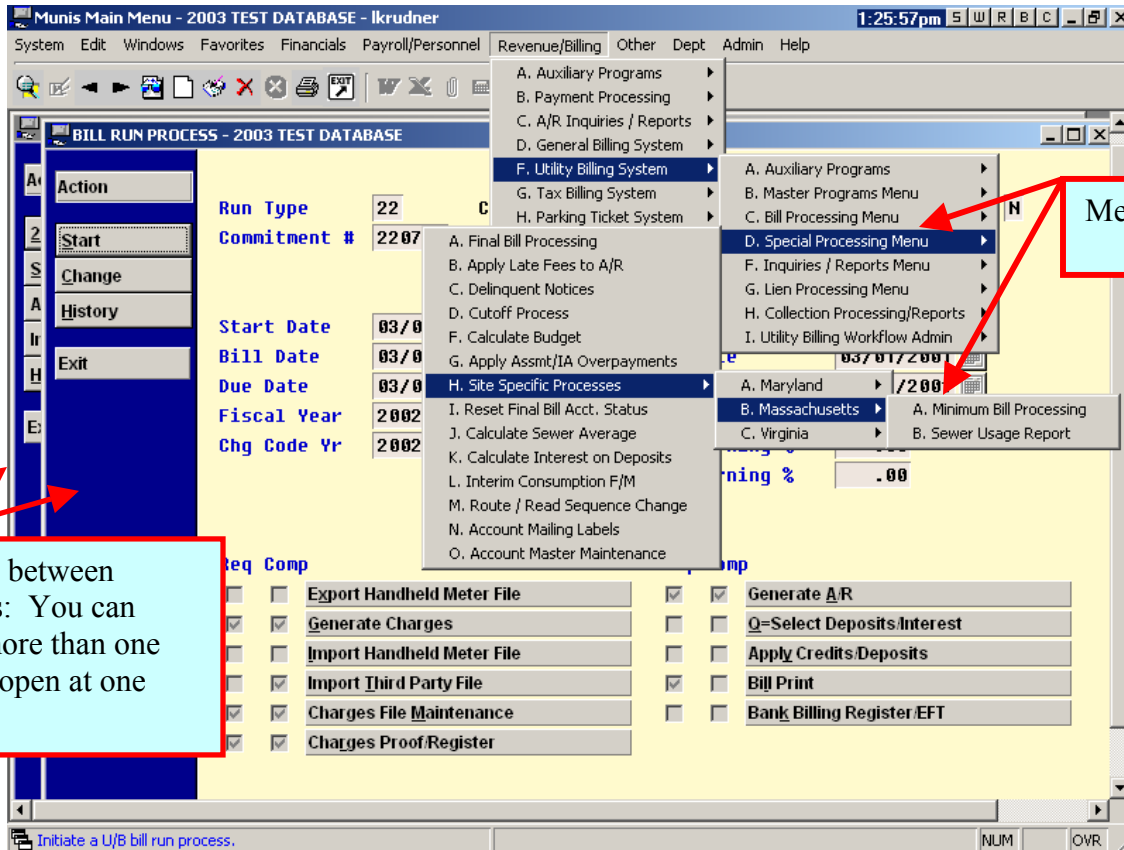 Munis Main Menu - 2003 TEST DATABASE - lkrudner 1:25:57pm S W R B C
System Edit Windows Favorites Financials Payroll/Personnel Revenue/Billing Other Dept Admin Help
A. Auxiliary Programs
B. Payment Processing
C. A/R Inquiries / Reports
D. General Billing System
F. Utility Billing System
G. Tax Billing System
H. Parking Ticket System
A. Auxiliary Programs
B. Master Programs Menu
C. Bill Processing Menu
D. Special Processing Menu
F. Inquiries / Reports Menu
G. Lien Processing Menu
H. Collection Processing/Reports
I. Utility Billing Workflow Admin
A. Final Bill Processing
B. Apply Late Fees to A/R
C. Delinquent Notices
D. Cutoff Process
F. Calculate Budget
G. Apply Assmt/IA Overpayments
H. Site Specific Processes
I. Reset Final Bill Acct. Status
J. Calculate Sewer Average
K. Calculate Interest on Deposits
L. Interim Consumption F/M
M. Route / Read Sequence Change
N. Account Mailing Labels
O. Account Master Maintenance
A. Maryland
B. Massachusetts
C. Virginia
A. Minimum Bill Processing
B. Sewer Usage Report
BILL RUN PROCESS - 2003 TEST DATABASE
Action
Start
Change
History
Exit
Run Type 22 C N
Commitment # 2207
Start Date 03/0
Bill Date 03/0 03/01/2001
Due Date 03/0
Fiscal Year 2002
Chg Code Yr 2002
rning % .00
Me
between
s: You can
more than one
open at one
Req Comp
Export Handheld Meter File
Generate Charges
Import Handheld Meter File
Import Third Party File
Charges File Maintenance
Charges Proof/Register
Generate A/R
Q=Select Deposits/Interest
Apply Credits/Deposits
Bill Print
Bank Billing Register/EFT
Initiate a U/B bill run process. NUM OVR